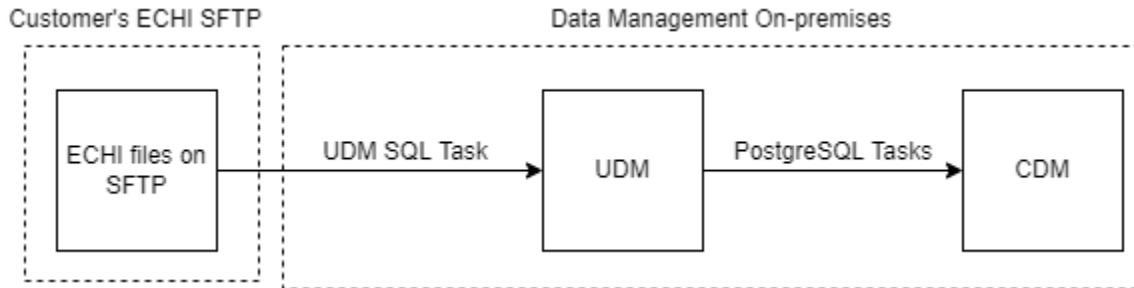 Customer's ECHI SFTP
Data Management On-premises
ECHI files on
SFTP
UDM SQL Task
UDM
PostgreSQL Tasks
CDM